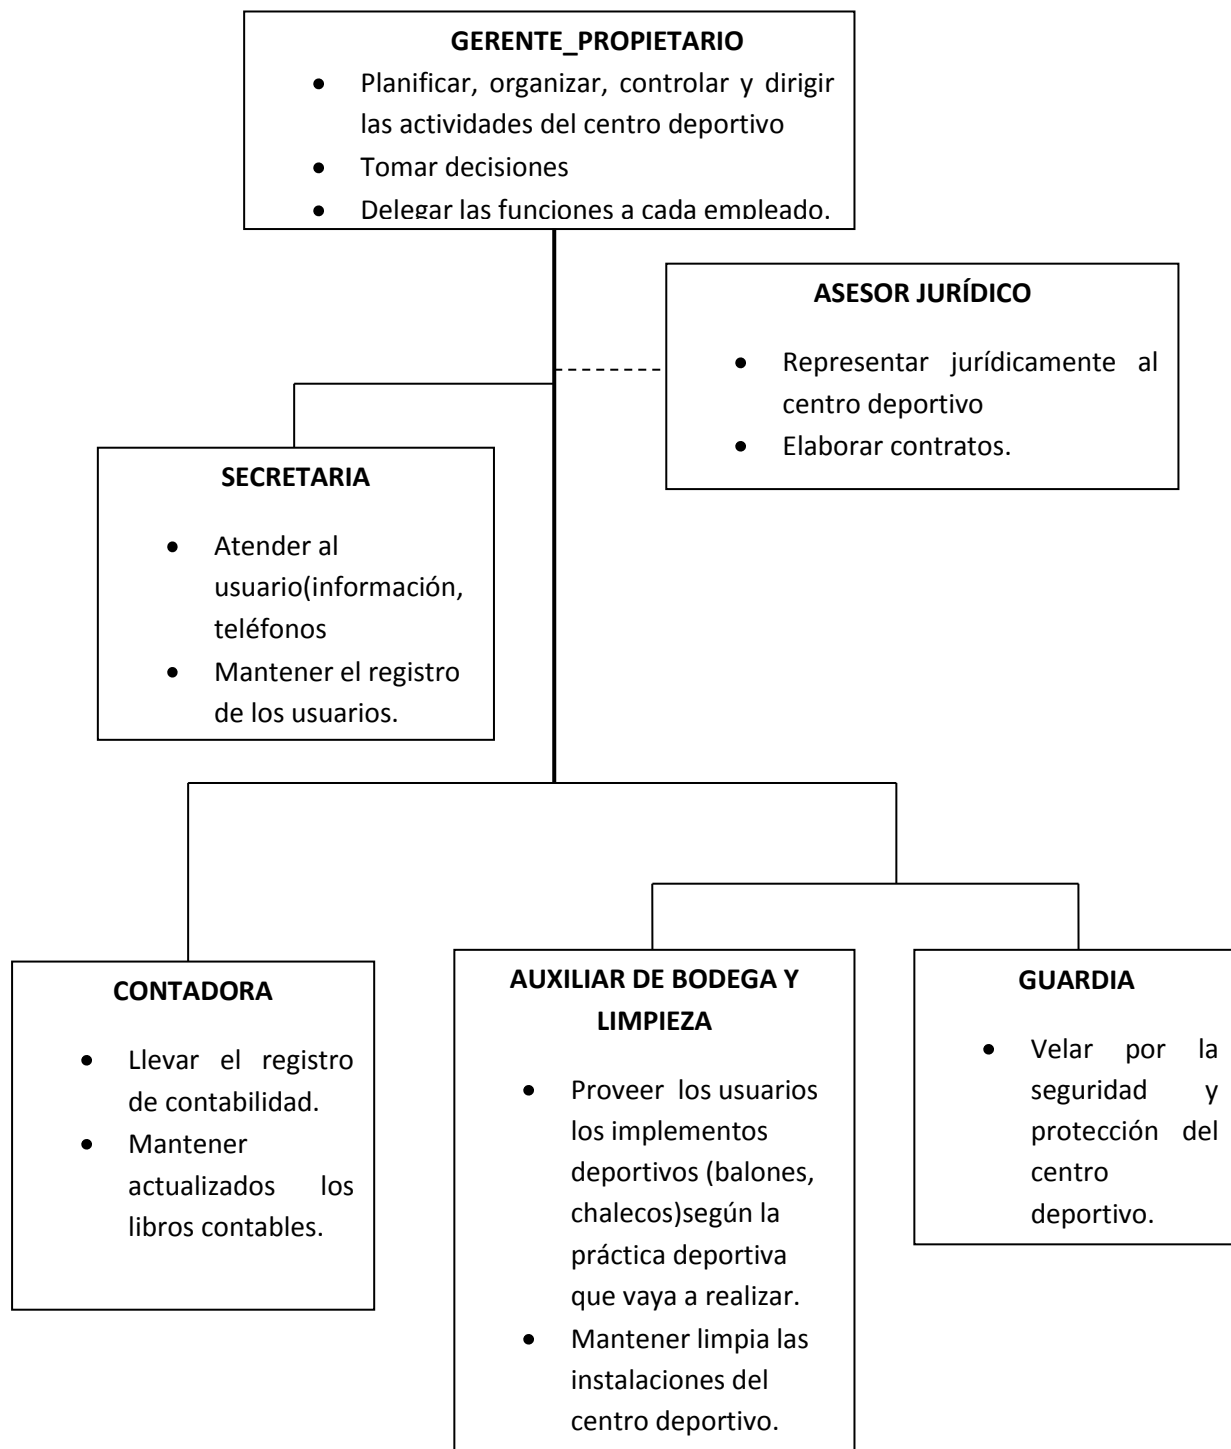 GERENTE_PROPIETARIO
• Planificar, organizar, controlar y dirigir
las actividades del centro deportivo
• Tomar decisiones
• Delegar las funciones a cada empleado.
ASESOR JURÍDICO
• Representar jurídicamente al
centro deportivo
• Elaborar contratos.
SECRETARIA
• Atender al
usuario(información,
teléfonos
• Mantener el registro
de los usuarios.
CONTADORA
• Llevar el registro
de contabilidad.
• Mantener
actualizados los
libros contables.
AUXILIAR DE BODEGA Y
LIMPIEZA
• Proveer los usuarios
los implementos
deportivos (balones,
chalecos)según la
práctica deportiva
que vaya a realizar.
• Mantener limpia las
instalaciones del
centro deportivo.
GUARDIA
• Velar por la
seguridad y
protección del
centro
deportivo.